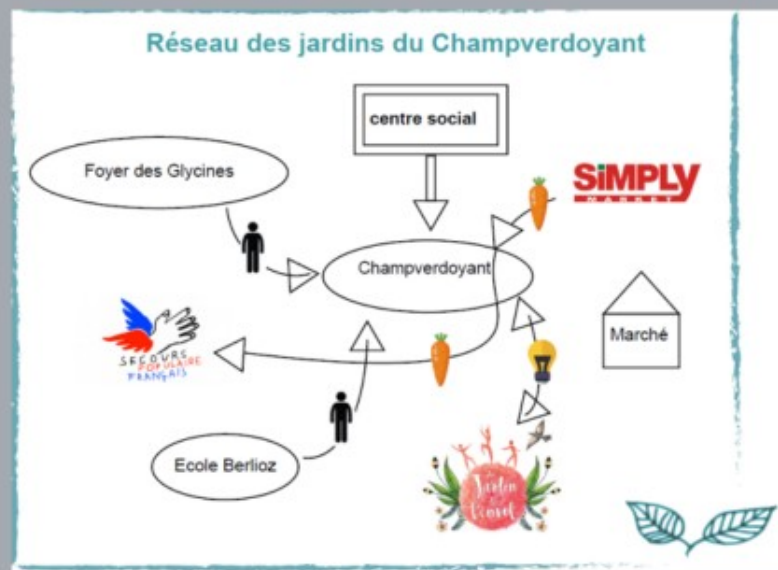 Réseau des jardins du Champverdoyant
centre social
Foyer des Glycines
SiMPLY
MARKET
Champverdoyant
Marché
SECOURS
POPULAIRE
FRANÇAIS
Ecole Berlioz
Jardin
l'envol